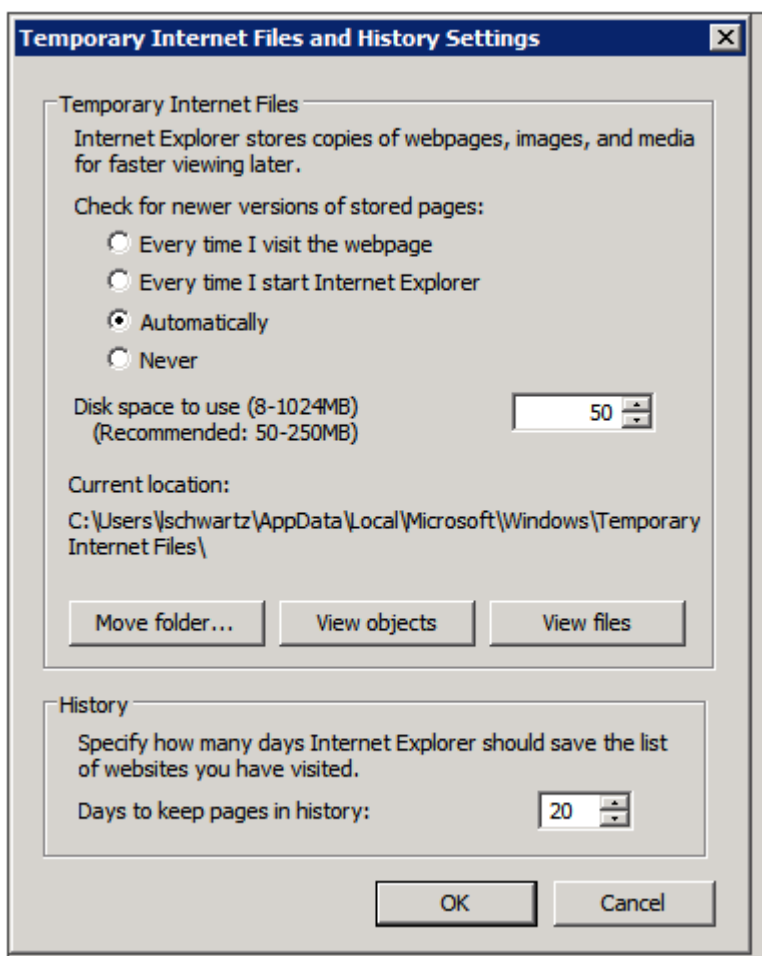 Temporary Internet Files and History Settings
Temporary Internet Files
Internet Explorer stores copies of webpages, images, and media
for faster viewing later.
Check for newer versions of stored pages:
Every time I visit the webpage
Every time I start Internet Explorer
Automatically
Never
Disk space to use (8-1024MB)
50
(Recommended: 50-250MB)
Current location:
C:\Users\lschwartz\AppData\Local\Microsoft\Windows\Temporary
Internet Files\
Move folder... View objects View files
History
Specify how many days Internet Explorer should save the list
of websites you have visited.
Days to keep pages in history: 20
OK Cancel